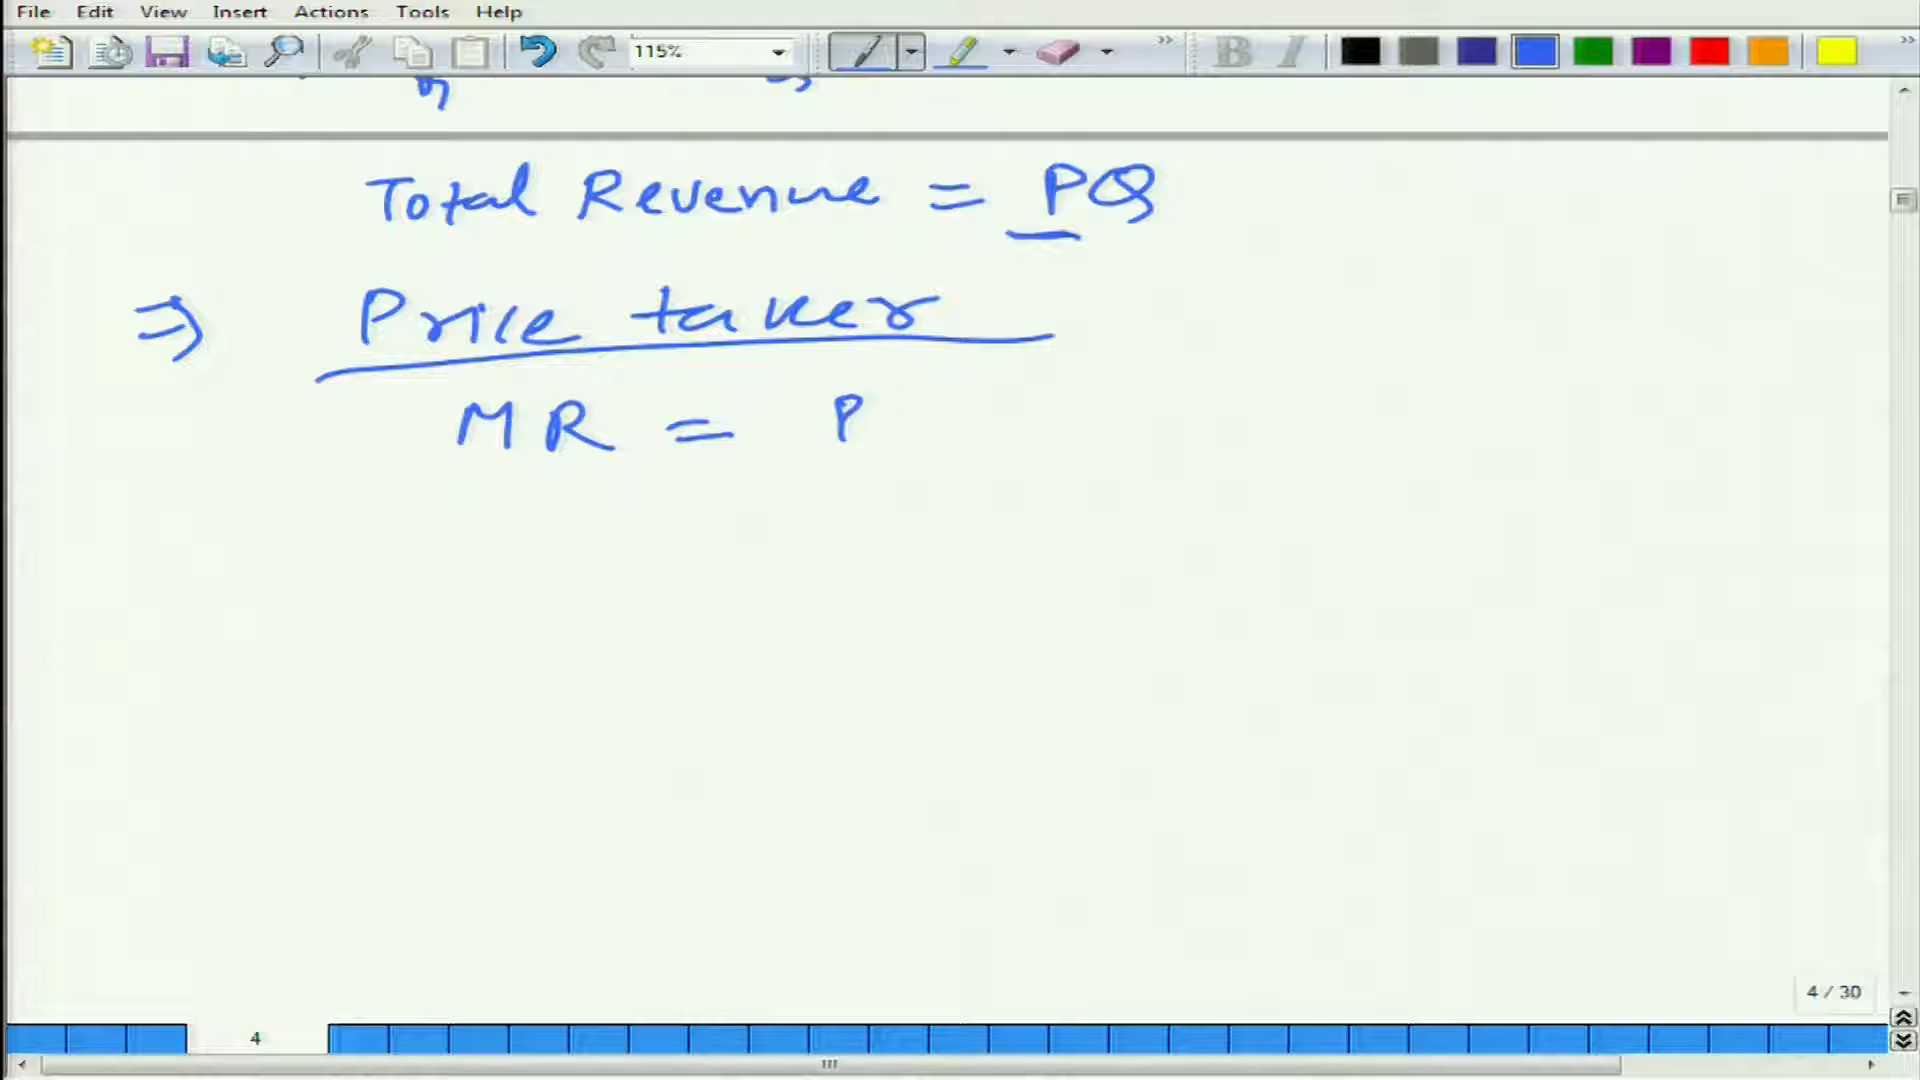 File Edit View Insert Actions Tools Help
115%
Total Revenue = PQ
⇒ Price taker
MR = P
4 / 30
4